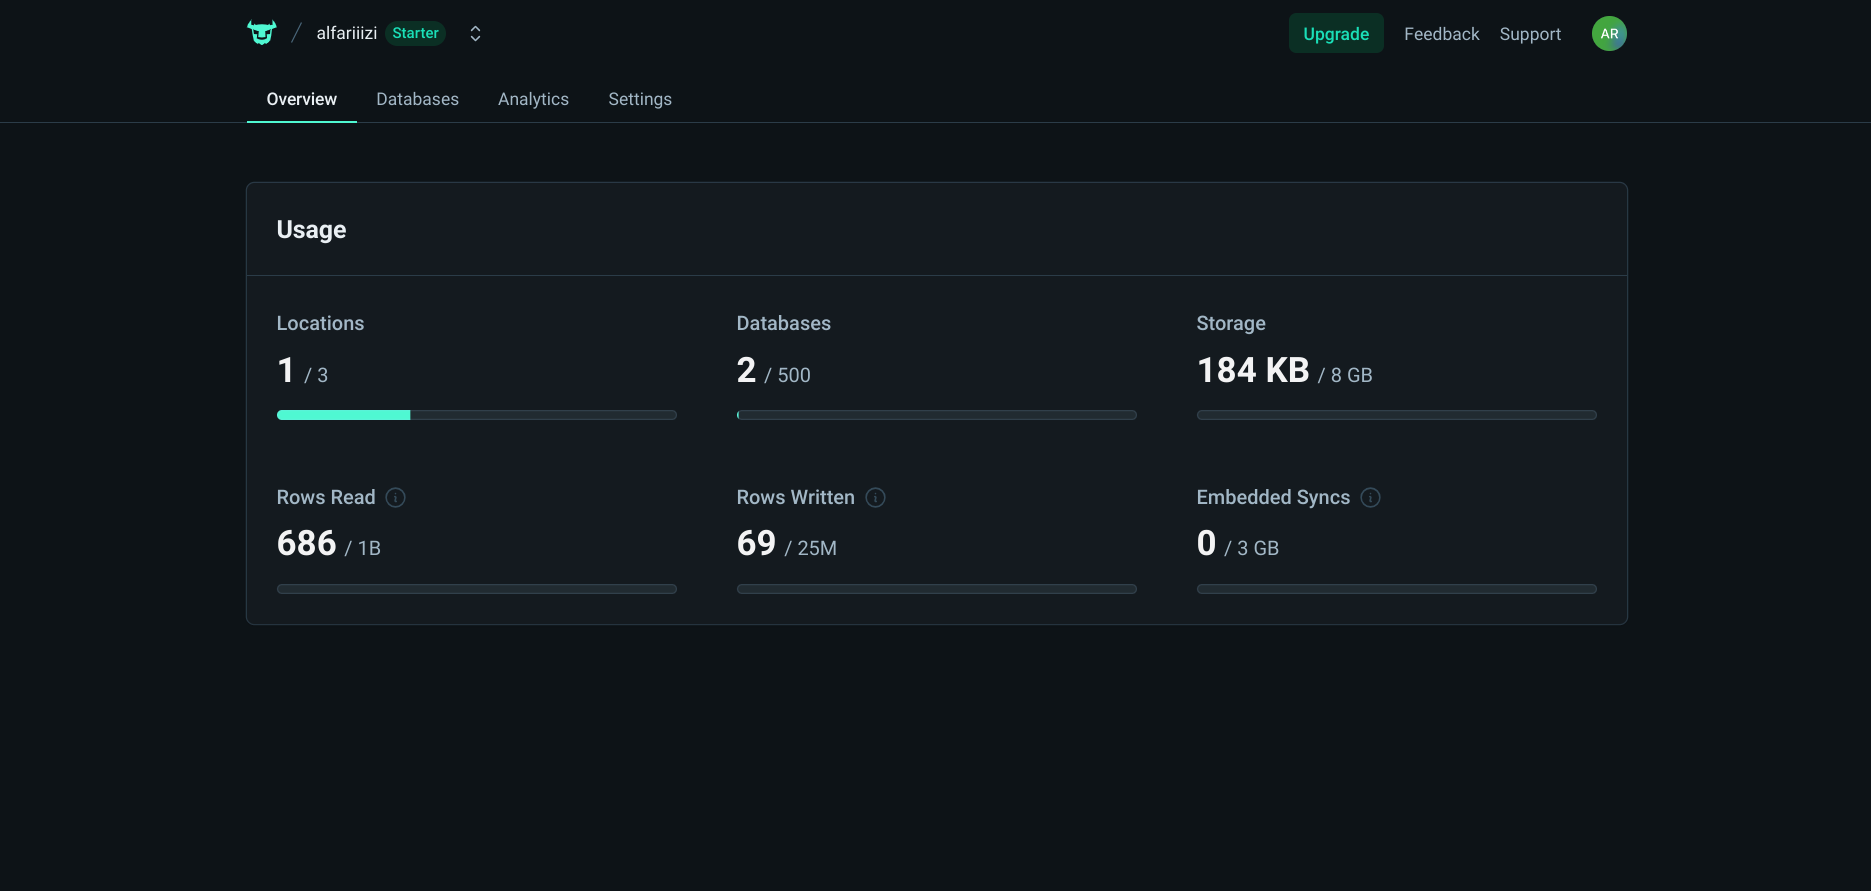 / alfariiizi Starter
Upgrade Feedback Support AR
Overview Databases Analytics Settings
Usage
Locations
1 / 3
Databases
2 / 500
Storage
184 KB / 8 GB
Rows Read
686 / 1B
Rows Written
69 / 25M
Embedded Syncs
0 / 3 GB